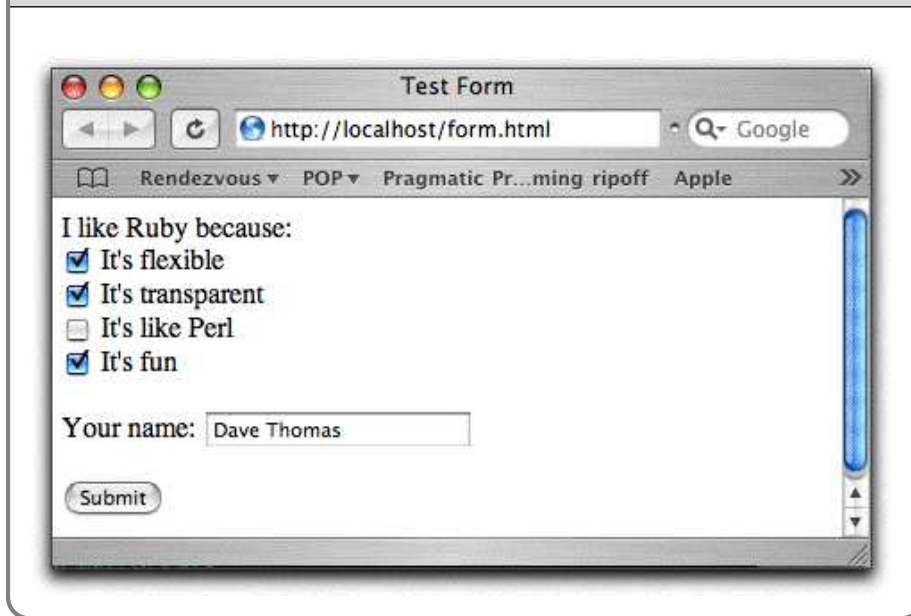 Test Form
http://localhost/form.html
Google
Rendezvous POP Pragmatic Pr...ming ripoff Apple
I like Ruby because:
It's flexible
It's transparent
It's like Perl
It's fun
Your name: Dave Thomas
Submit